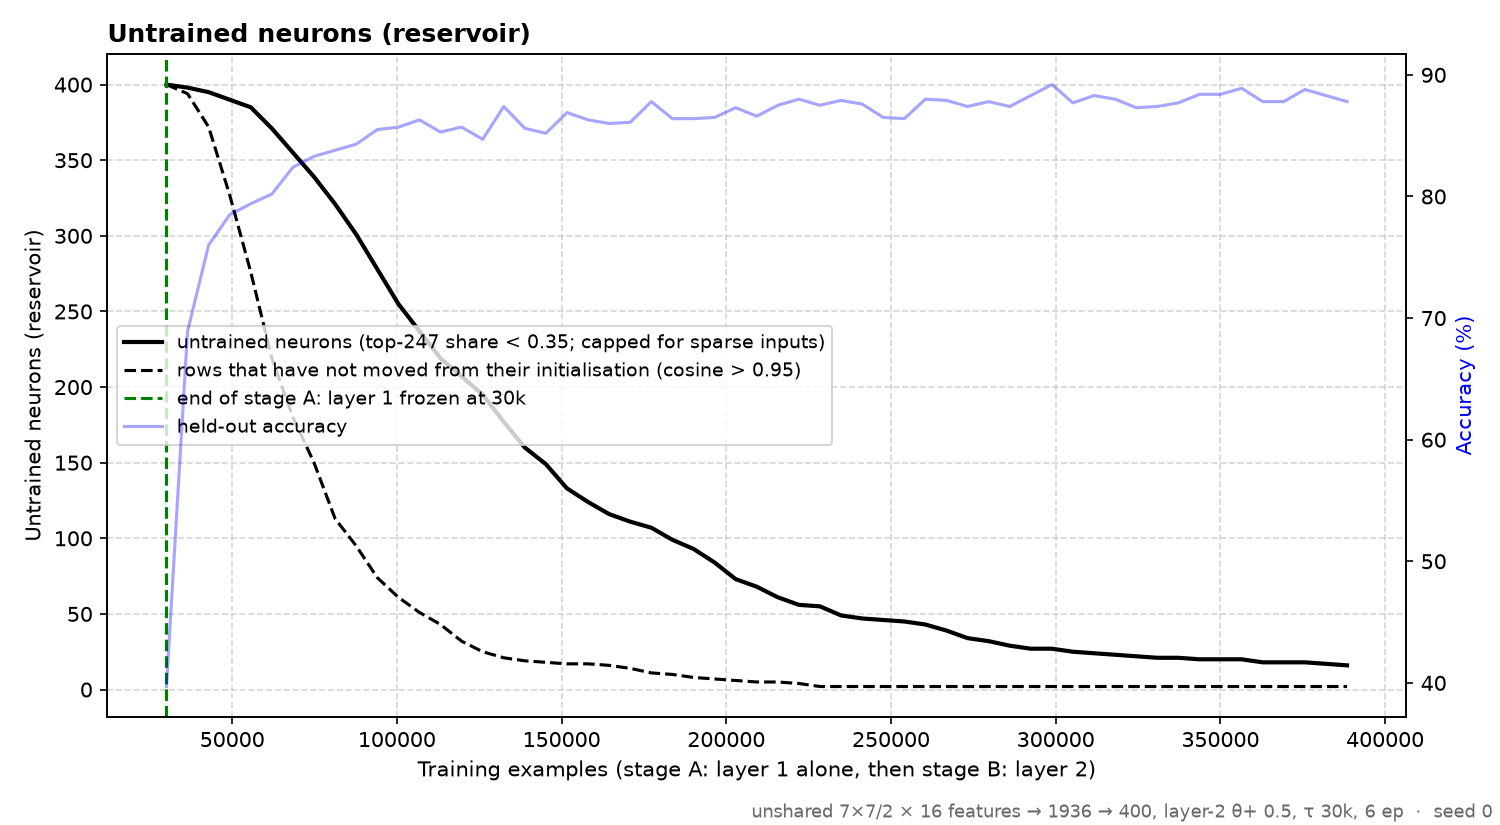 Untrained neurons (reservoir)
400
350
300
250
200
150
100
50
0
Untrained neurons (reservoir)
90
80
70
60
50
40
Accuracy (%)
untrained neurons (top-247 share < 0.35; capped for sparse inputs)
rows that have not moved from their initialisation (cosine > 0.95)
end of stage A: layer 1 frozen at 30k
held-out accuracy
50000 100000 150000 200000 250000 300000 350000 400000
Training examples (stage A: layer 1 alone, then stage B: layer 2)
unshared 7×7/2 × 16 features → 1936 → 400, layer-2 θ+ 0.5, τ 30k, 6 ep · seed 0